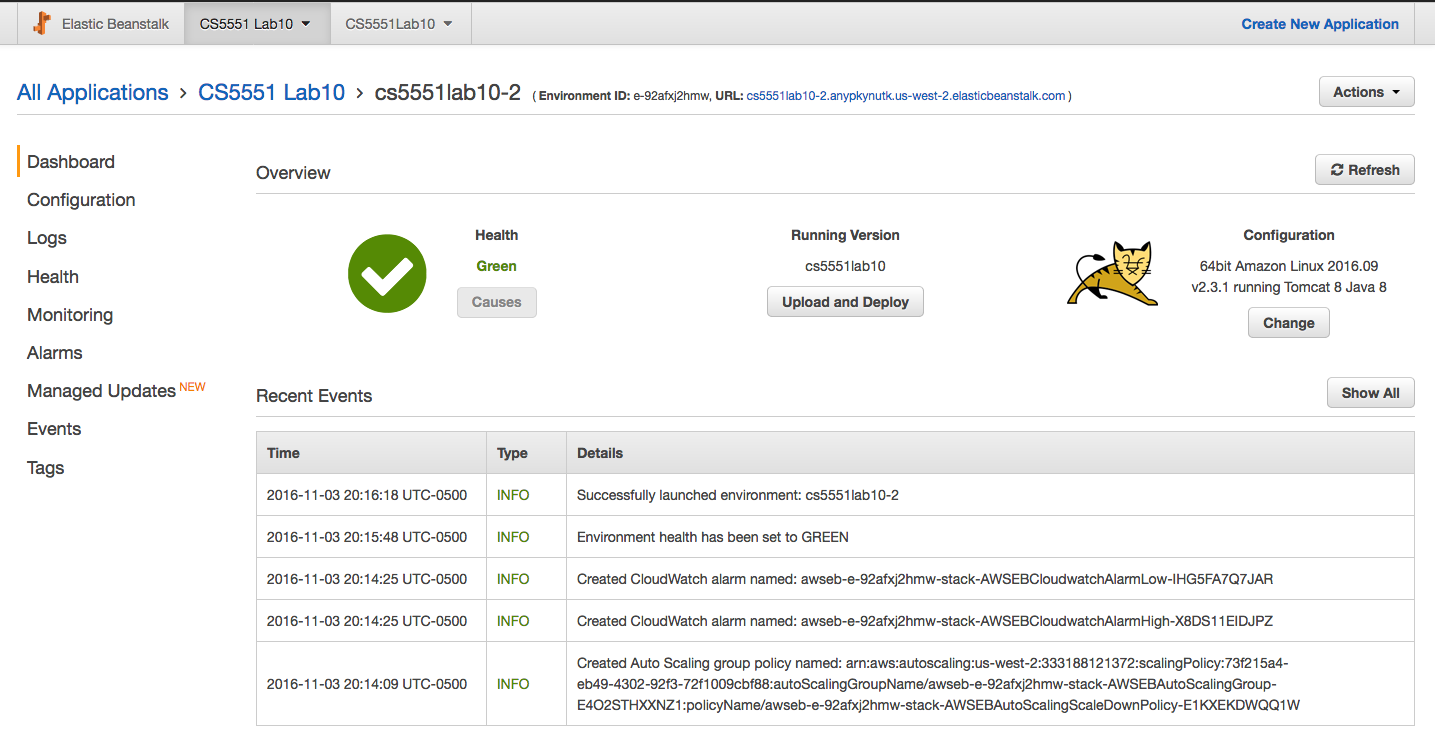 Elastic Beanstalk CS5551 Lab10 CS5551Lab10 Create New Application
All Applications › CS5551 Lab10 › cs5551lab10-2 ( Environment ID: e-92afxj2hmw, URL: cs5551lab10-2.anypkynutk.us-west-2.elasticbeanstalk.com )
Actions
Dashboard
Configuration
Logs
Health
Monitoring
Alarms
Managed Updates NEW
Events
Tags
Overview
Refresh
Health
Green
Causes
Running Version
cs5551lab10
Upload and Deploy
Configuration
64bit Amazon Linux 2016.09
v2.3.1 running Tomcat 8 Java 8
Change
Recent Events
Show All
Time Type Details
2016-11-03 20:16:18 UTC-0500 INFO Successfully launched environment: cs5551lab10-2
2016-11-03 20:15:48 UTC-0500 INFO Environment health has been set to GREEN
2016-11-03 20:14:25 UTC-0500 INFO Created CloudWatch alarm named: awseb-e-92afxj2hmw-stack-AWSEBCloudwatchAlarmLow-IHG5FA7Q7JAR
2016-11-03 20:14:25 UTC-0500 INFO Created CloudWatch alarm named: awseb-e-92afxj2hmw-stack-AWSEBCloudwatchAlarmHigh-X8DS11EIDJPZ
2016-11-03 20:14:09 UTC-0500 INFO Created Auto Scaling group policy named: arn:aws:autoscaling:us-west-2:333188121372:scalingPolicy:73f215a4-
eb49-4302-92f3-72f1009cbf88:autoScalingGroupName/awseb-e-92afxj2hmw-stack-AWSEBAutoScalingGroup-
E4O2STHXXNZ1:policyName/awseb-e-92afxj2hmw-stack-AWSEBAutoScalingScaleDownPolicy-E1KXEKDWQQ1W